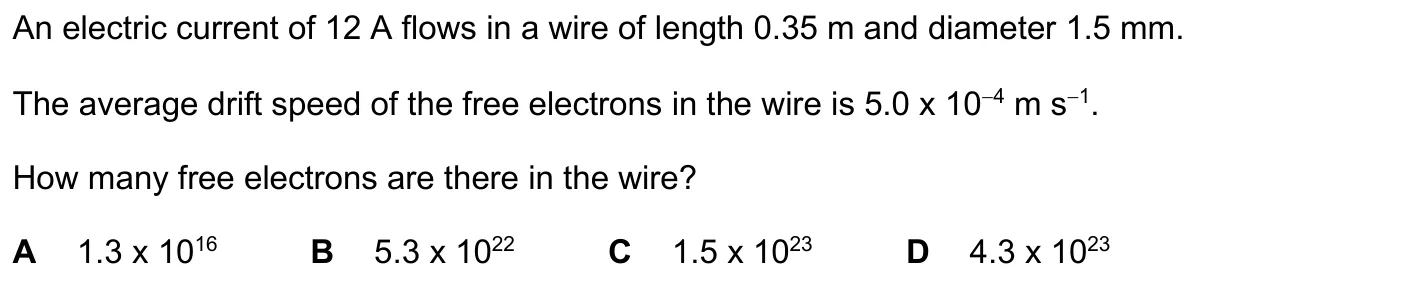 An electric current of 12 A flows in a wire of length 0.35 m and diameter 1.5 mm.
The average drift speed of the free electrons in the wire is 5.0 x 10⁻⁴ m s⁻¹.
How many free electrons are there in the wire?
A 1.3 x 10¹⁶ B 5.3 x 10²² C 1.5 x 10²³ D 4.3 x 10²³